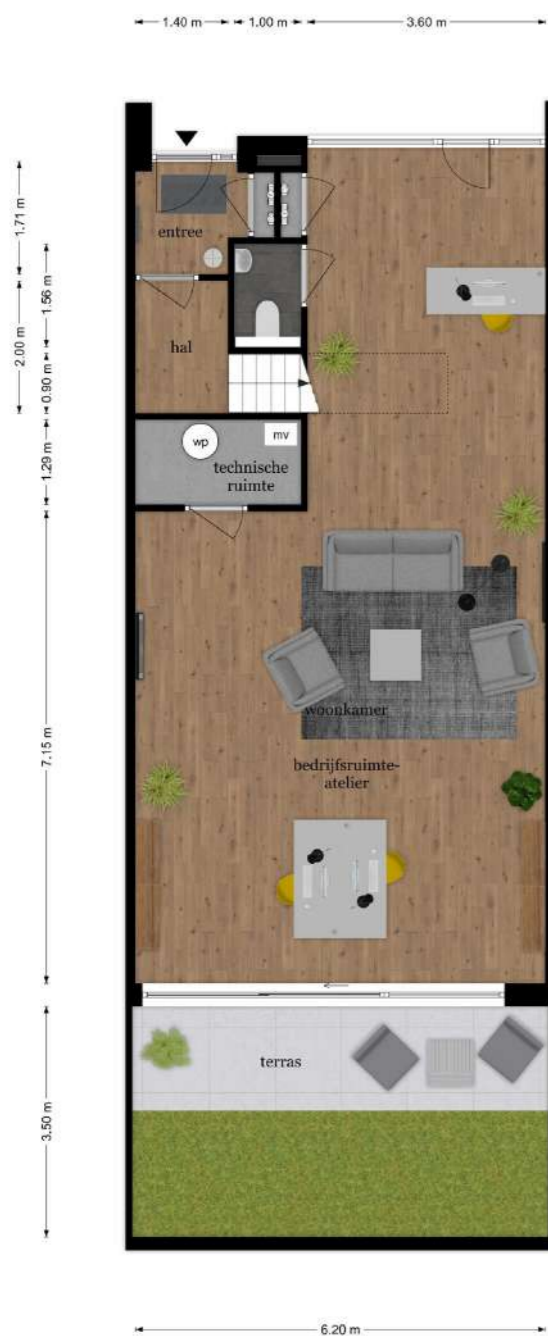 1.40 m
1.00 m
3.60 m
1.71 m
entree
1.56 m
2.00 m
hal
0.90 m
wp
mv
technische
ruimte
1.29 m
woonkamer
bedrijfsruimte-
atelier
7.15 m
terras
3.50 m
6.20 m